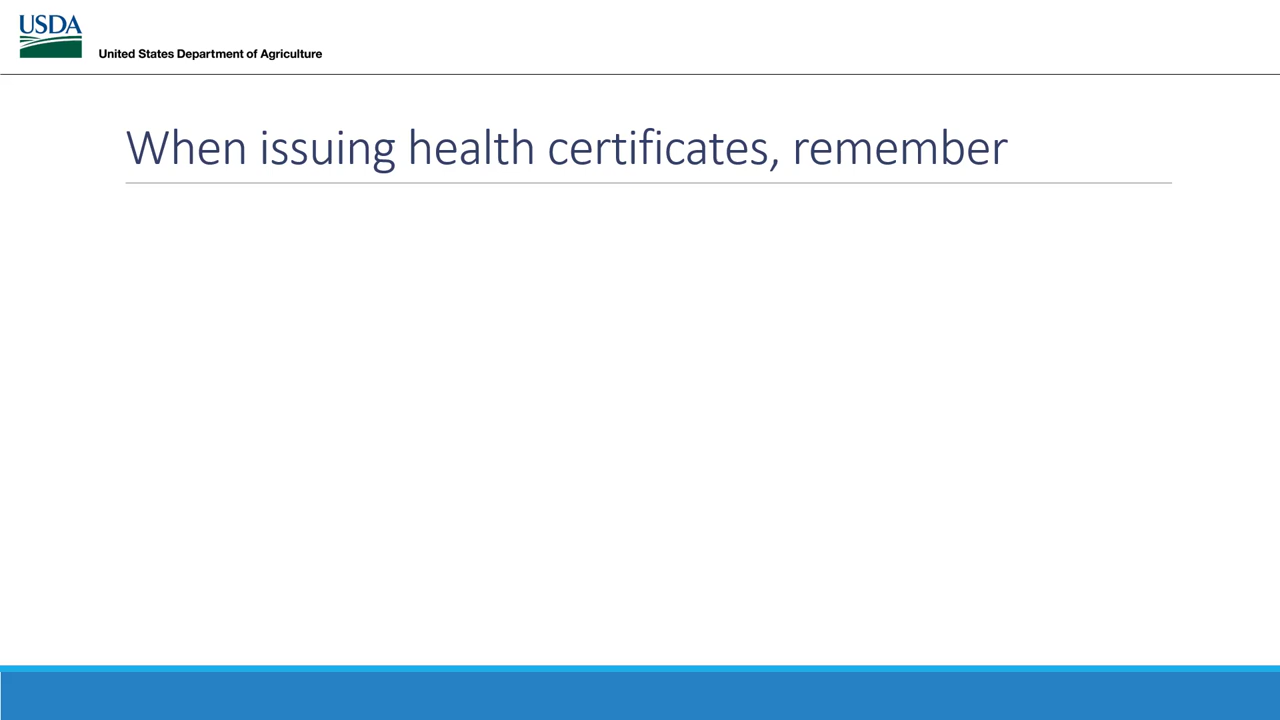 USDA
United States Department of Agriculture
When issuing health certificates, remember